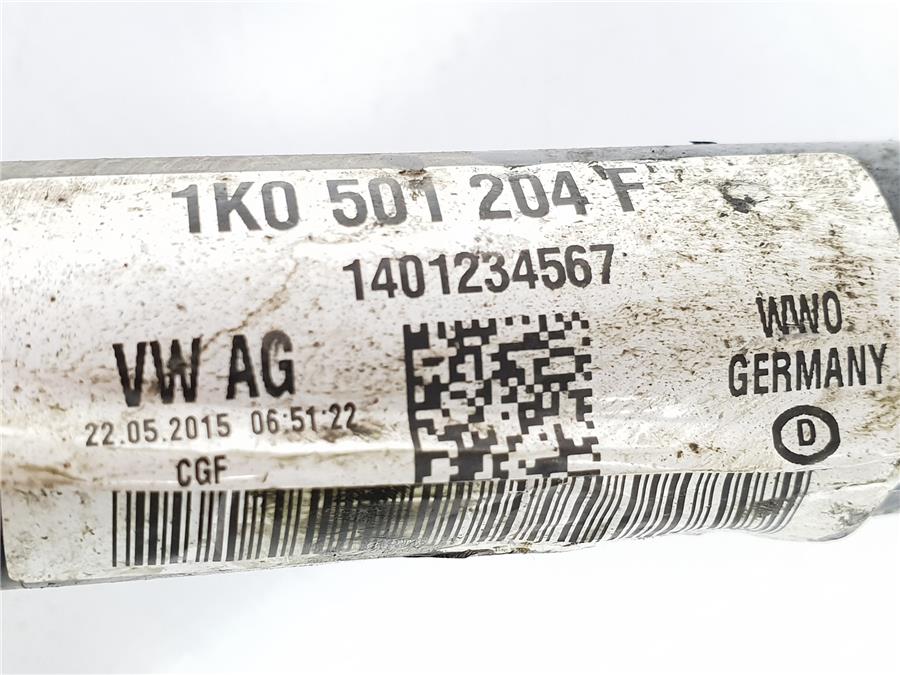 1K0 501 204 F
1401234567
VW AG
22.05.2015 06:51:22
CGF
WWO
GERMANY
D